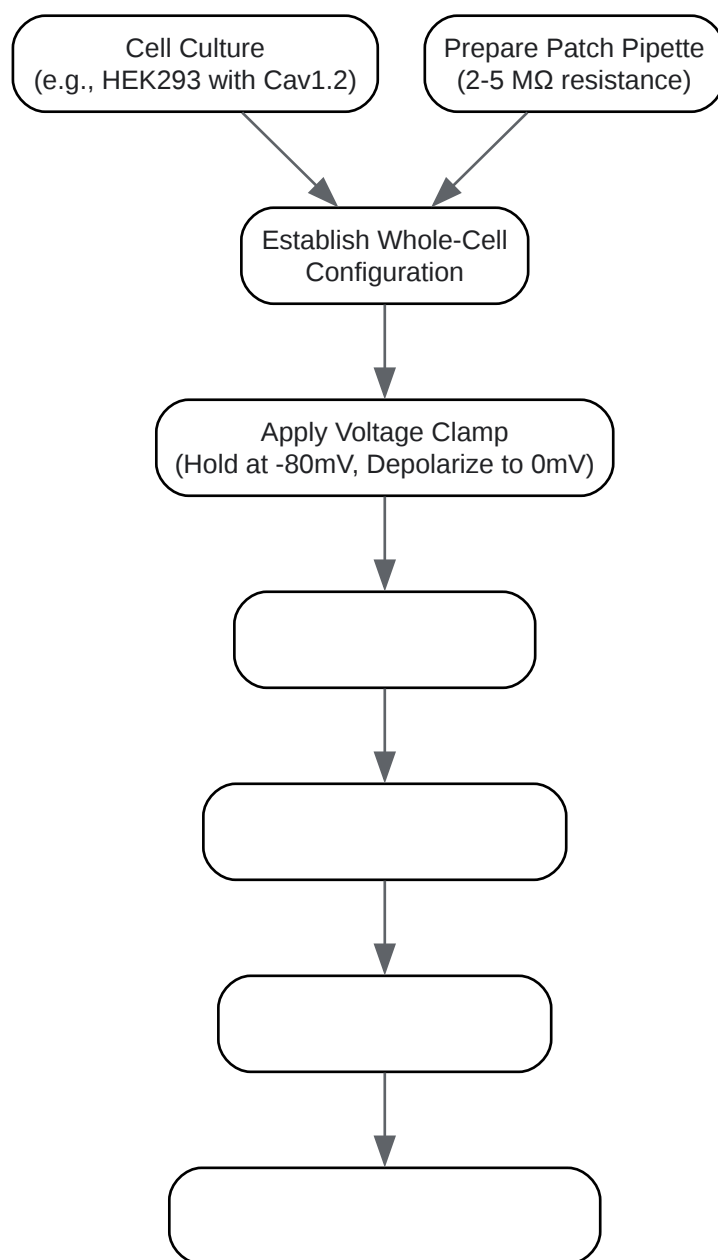 Cell Culture
(e.g., HEK293 with Cav1.2)
Prepare Patch Pipette
(2-5 MΩ resistance)
Establish Whole-Cell
Configuration
Apply Voltage Clamp
(Hold at -80mV, Depolarize to 0mV)